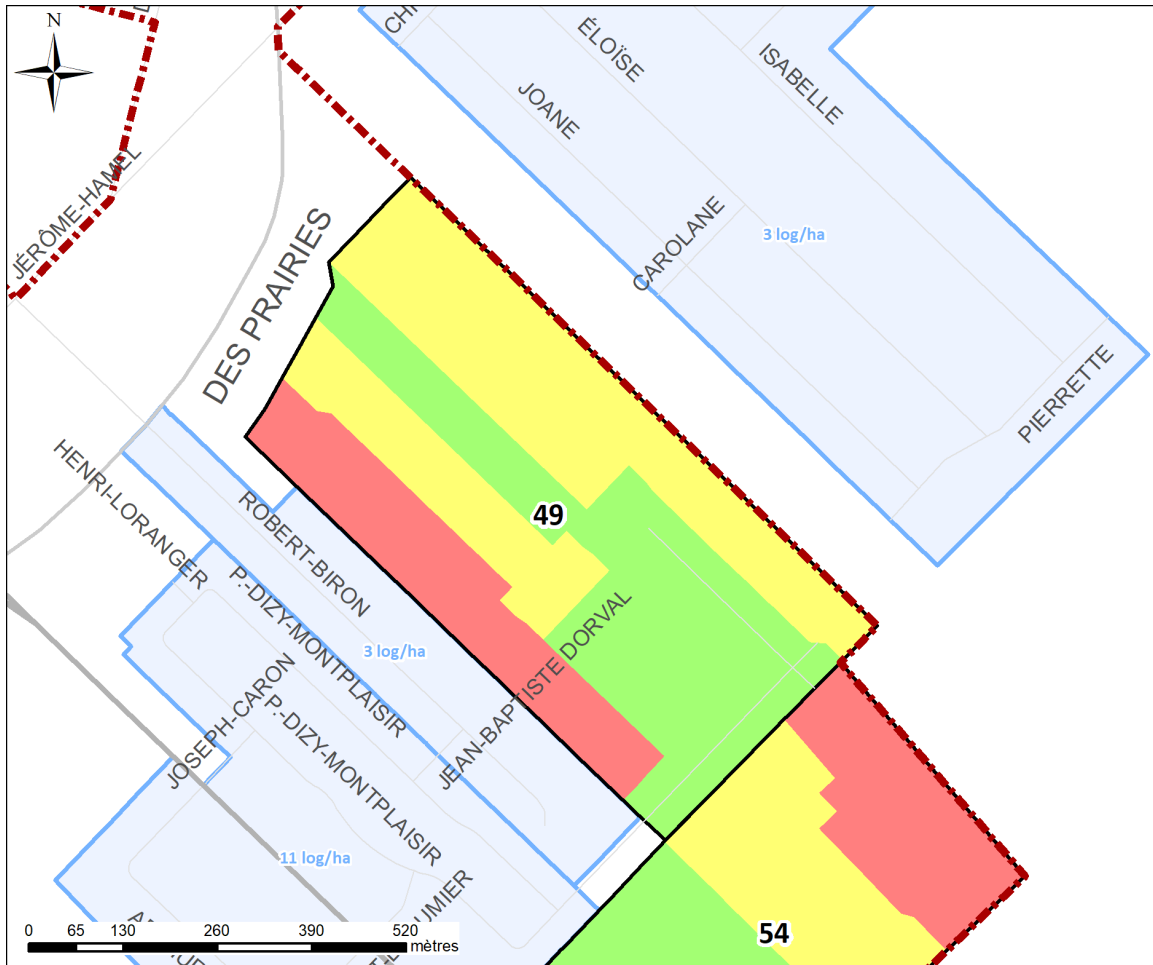 N
ÉLOÏSE
ISABELLE
JOANE
JÉRÔME-HAMEL
CAROLANE
3 log/ha
DES PRAIRIES
PIERRETTE
HENRI-LORANGER
ROBERT-BIRON
49
P.-DIZY-MONTPLAISIR
3 log/ha
JEAN-BAPTISTE DORVAL
JOSEPH-CARON
P.-DIZY-MONTPLAISIR
11 log/ha
54
0 65 130 260 390 520
mètres